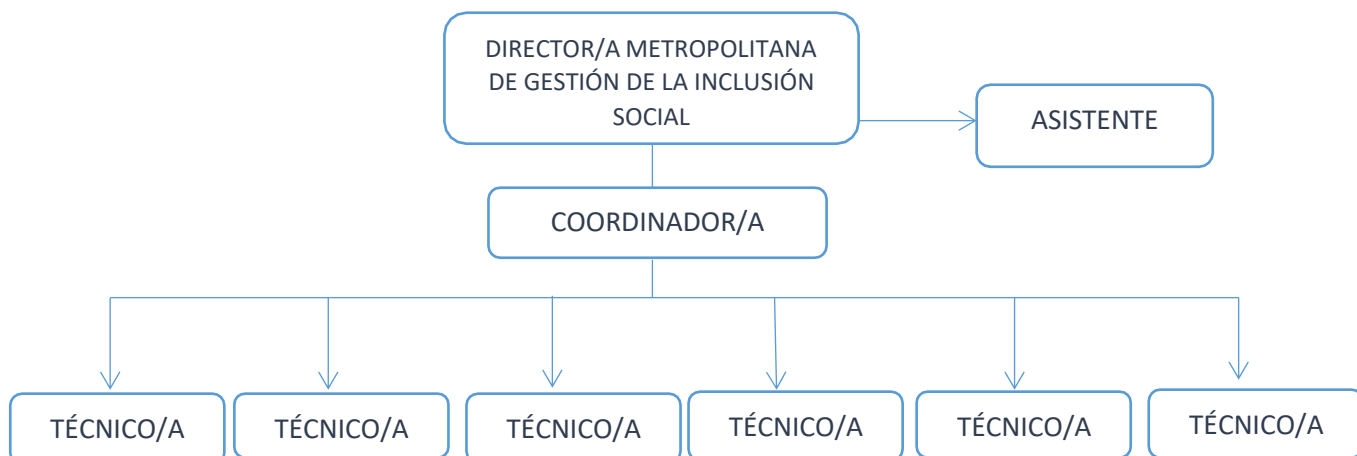 DIRECTOR/A METROPOLITANA
DE GESTIÓN DE LA INCLUSIÓN
SOCIAL
ASISTENTE
COORDINADOR/A
TÉCNICO/A
TÉCNICO/A
TÉCNICO/A
TÉCNICO/A
TÉCNICO/A
TÉCNICO/A